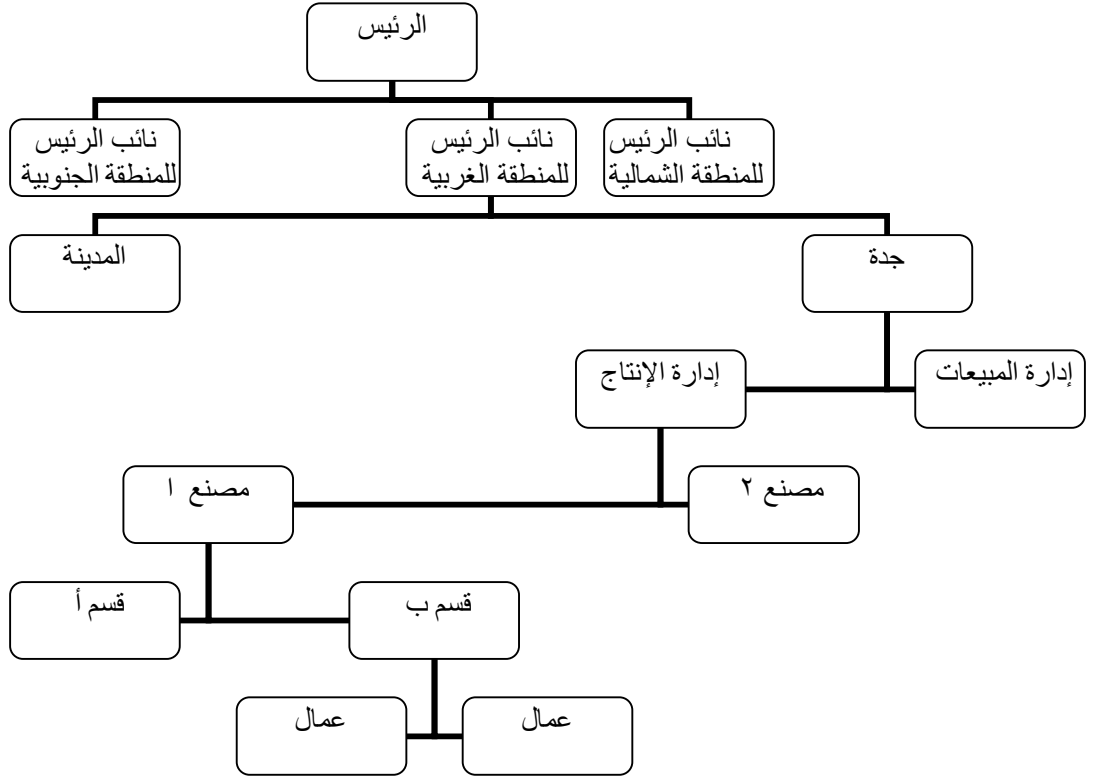 الرئيس
نائب الرئيس
للمنطقة الشمالية
نائب الرئيس
للمنطقة الغربية
نائب الرئيس
للمنطقة الجنوبية
جدة
المدينة
إدارة المبيعات
إدارة الإنتاج
مصنع ٢
مصنع ١
قسم ب
قسم أ
عمال
عمال